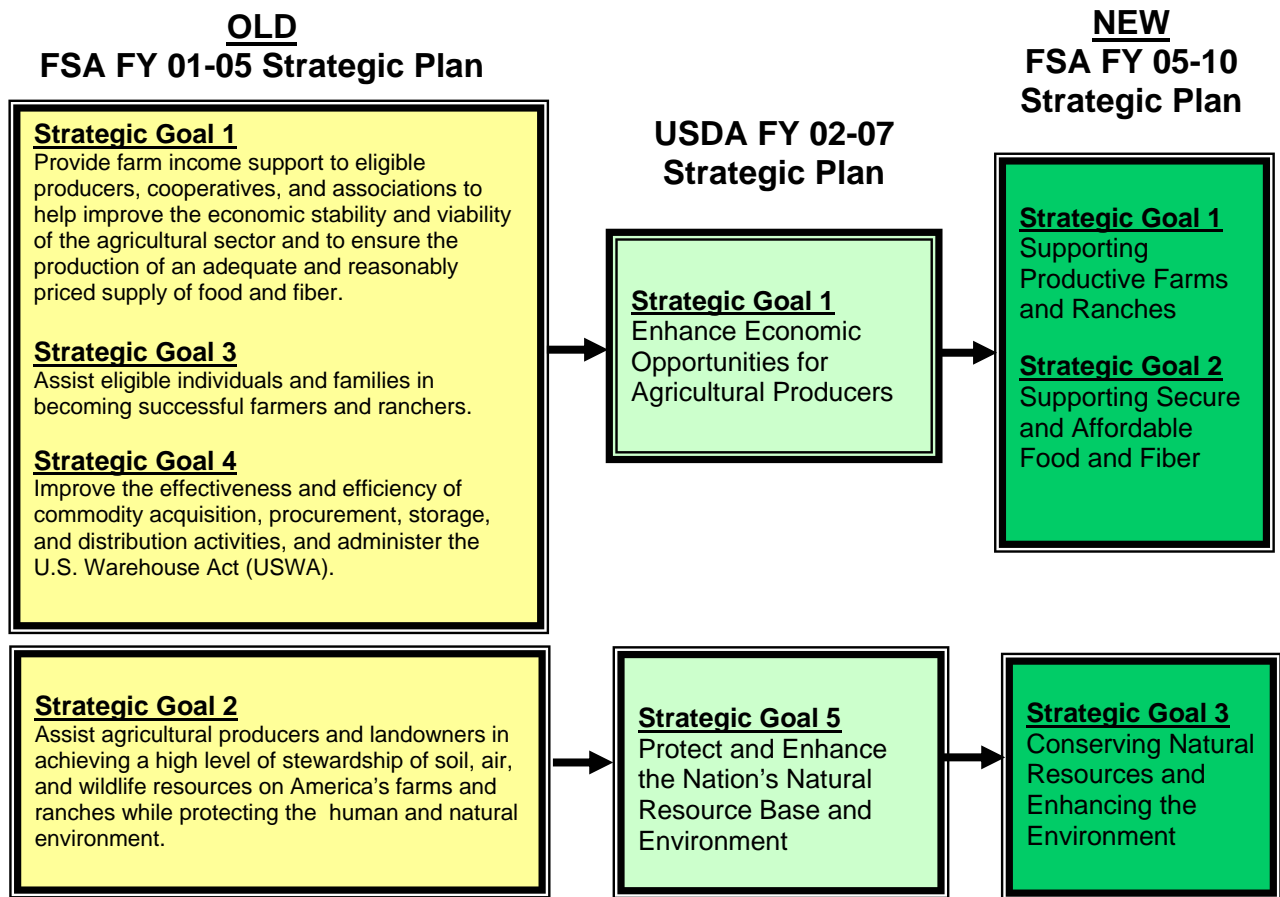 OLD
FSA FY 01-05 Strategic Plan
Strategic Goal 1
Provide farm income support to eligible
producers, cooperatives, and associations to
help improve the economic stability and viability
of the agricultural sector and to ensure the
production of an adequate and reasonably
priced supply of food and fiber.
Strategic Goal 3
Assist eligible individuals and families in
becoming successful farmers and ranchers.
Strategic Goal 4
Improve the effectiveness and efficiency of
commodity acquisition, procurement, storage,
and distribution activities, and administer the
U.S. Warehouse Act (USWA).
USDA FY 02-07
Strategic Plan
Strategic Goal 1
Enhance Economic
Opportunities for
Agricultural Producers
NEW
FSA FY 05-10
Strategic Plan
Strategic Goal 1
Supporting
Productive Farms
and Ranches
Strategic Goal 2
Supporting Secure
and Affordable
Food and Fiber
Strategic Goal 2
Assist agricultural producers and landowners in
achieving a high level of stewardship of soil, air,
and wildlife resources on America's farms and
ranches while protecting the  human and natural
environment.
Strategic Goal 5
Protect and Enhance
the Nation's Natural
Resource Base and
Environment
Strategic Goal 3
Conserving Natural
Resources and
Enhancing the
Environment